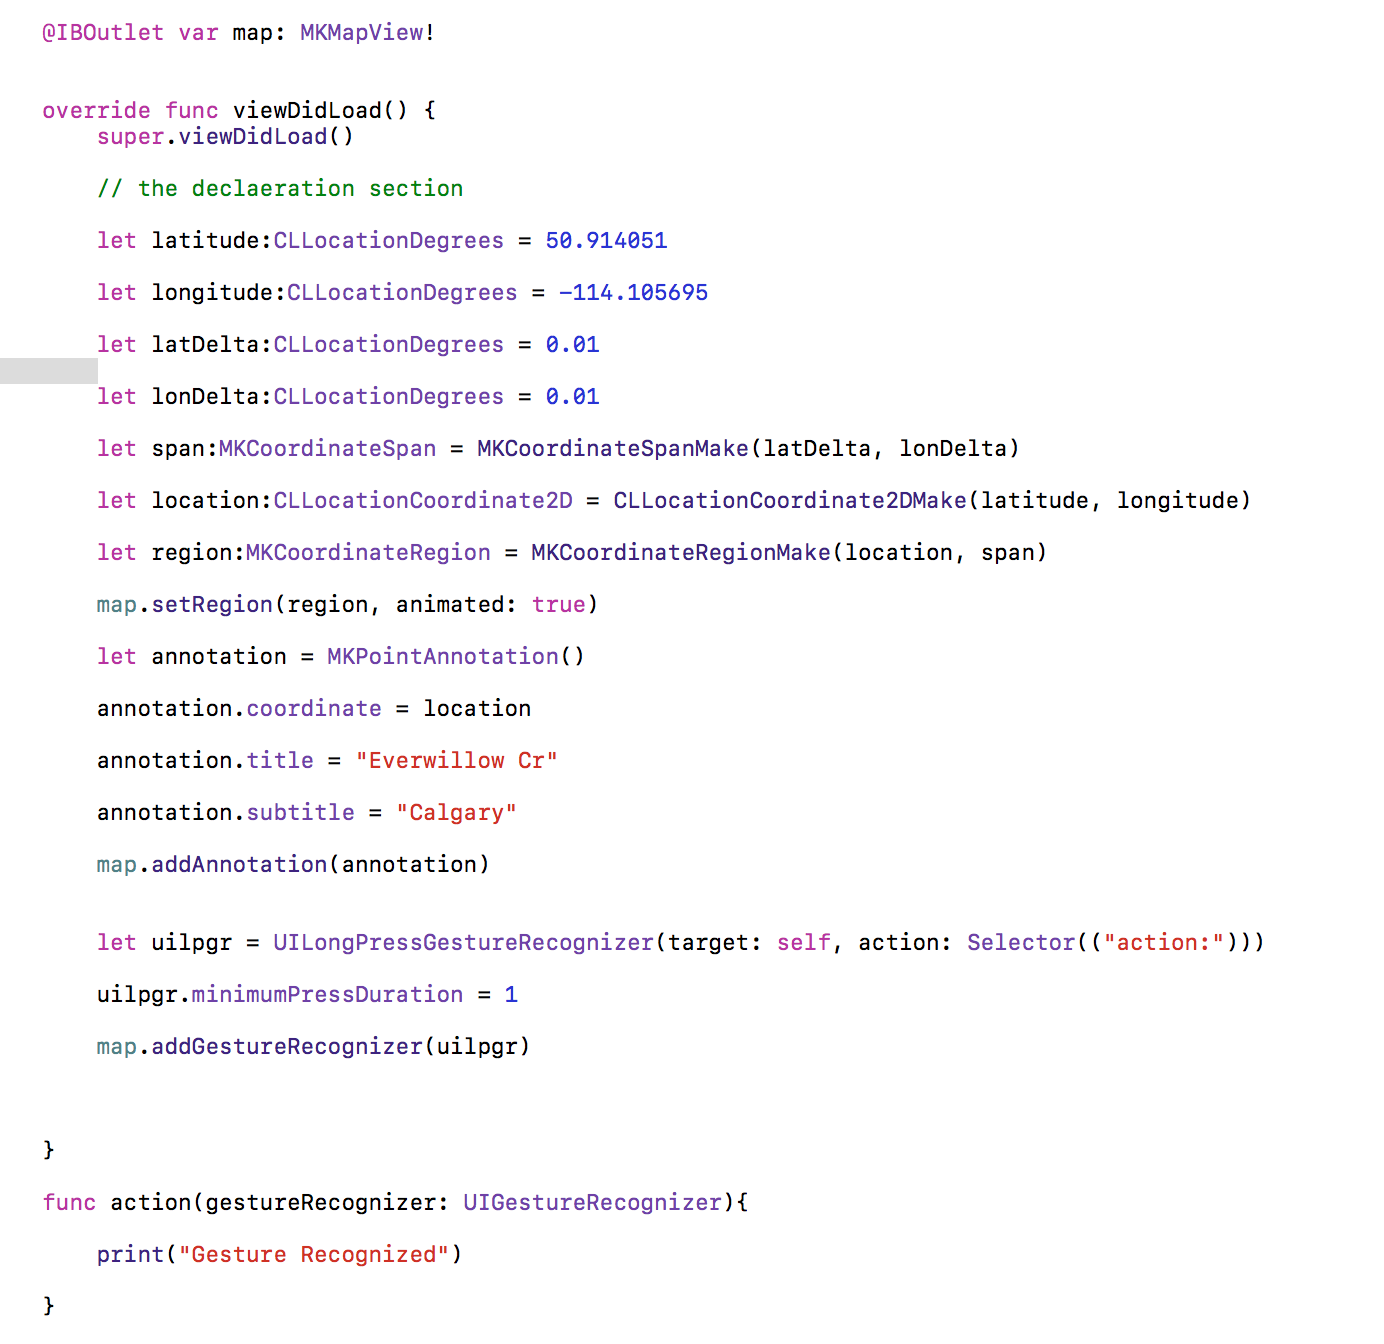 @IBOutlet var map: MKMapView!
override func viewDidLoad() {
super.viewDidLoad()
// the declaeration section
let latitude:CLLocationDegrees = 50.914051
let longitude:CLLocationDegrees = -114.105695
let latDelta:CLLocationDegrees = 0.01
let lonDelta:CLLocationDegrees = 0.01
let span:MKCoordinateSpan = MKCoordinateSpanMake(latDelta, lonDelta)
let location:CLLocationCoordinate2D = CLLocationCoordinate2DMake(latitude, longitude)
let region:MKCoordinateRegion = MKCoordinateRegionMake(location, span)
map.setRegion(region, animated: true)
let annotation = MKPointAnnotation()
annotation.coordinate = location
annotation.title = "Everwillow Cr"
annotation.subtitle = "Calgary"
map.addAnnotation(annotation)
let uilpgr = UILongPressGestureRecognizer(target: self, action: Selector(("action:")))
uilpgr.minimumPressDuration = 1
map.addGestureRecognizer(uilpgr)
}
func action(gestureRecognizer: UIGestureRecognizer){
print("Gesture Recognized")
}